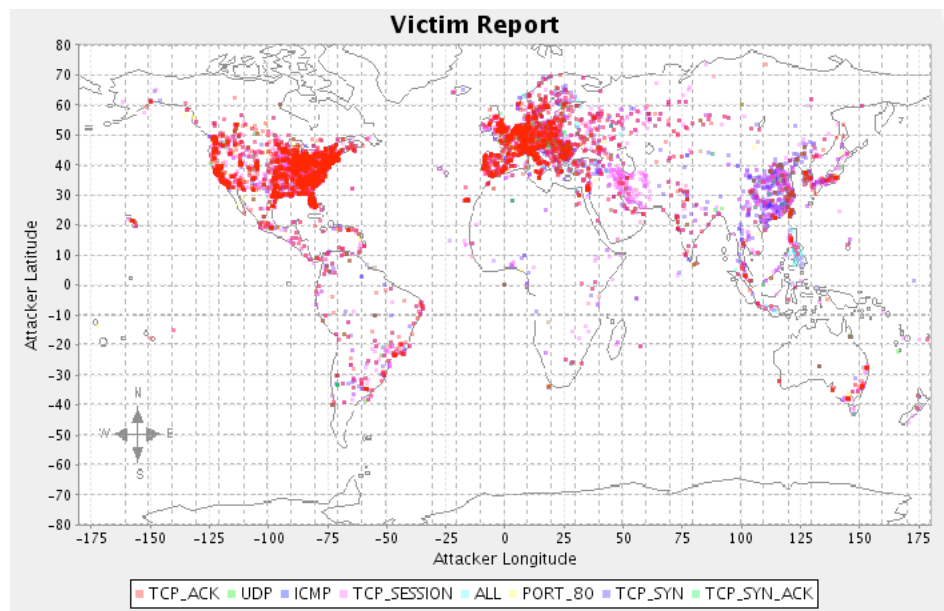 Victim Report
80
70
60
50
40
30
20
10
0
-10
-20
-30
-40
-50
-60
-70
-80
Attacker Latitude
N
W E
S
-175 -150 -125 -100 -75 -50 -25 0 25 50 75 100 125 150 175
Attacker Longitude
TCP_ACK UDP ICMP TCP_SESSION ALL PORT_80 TCP_SYN TCP_SYN_ACK